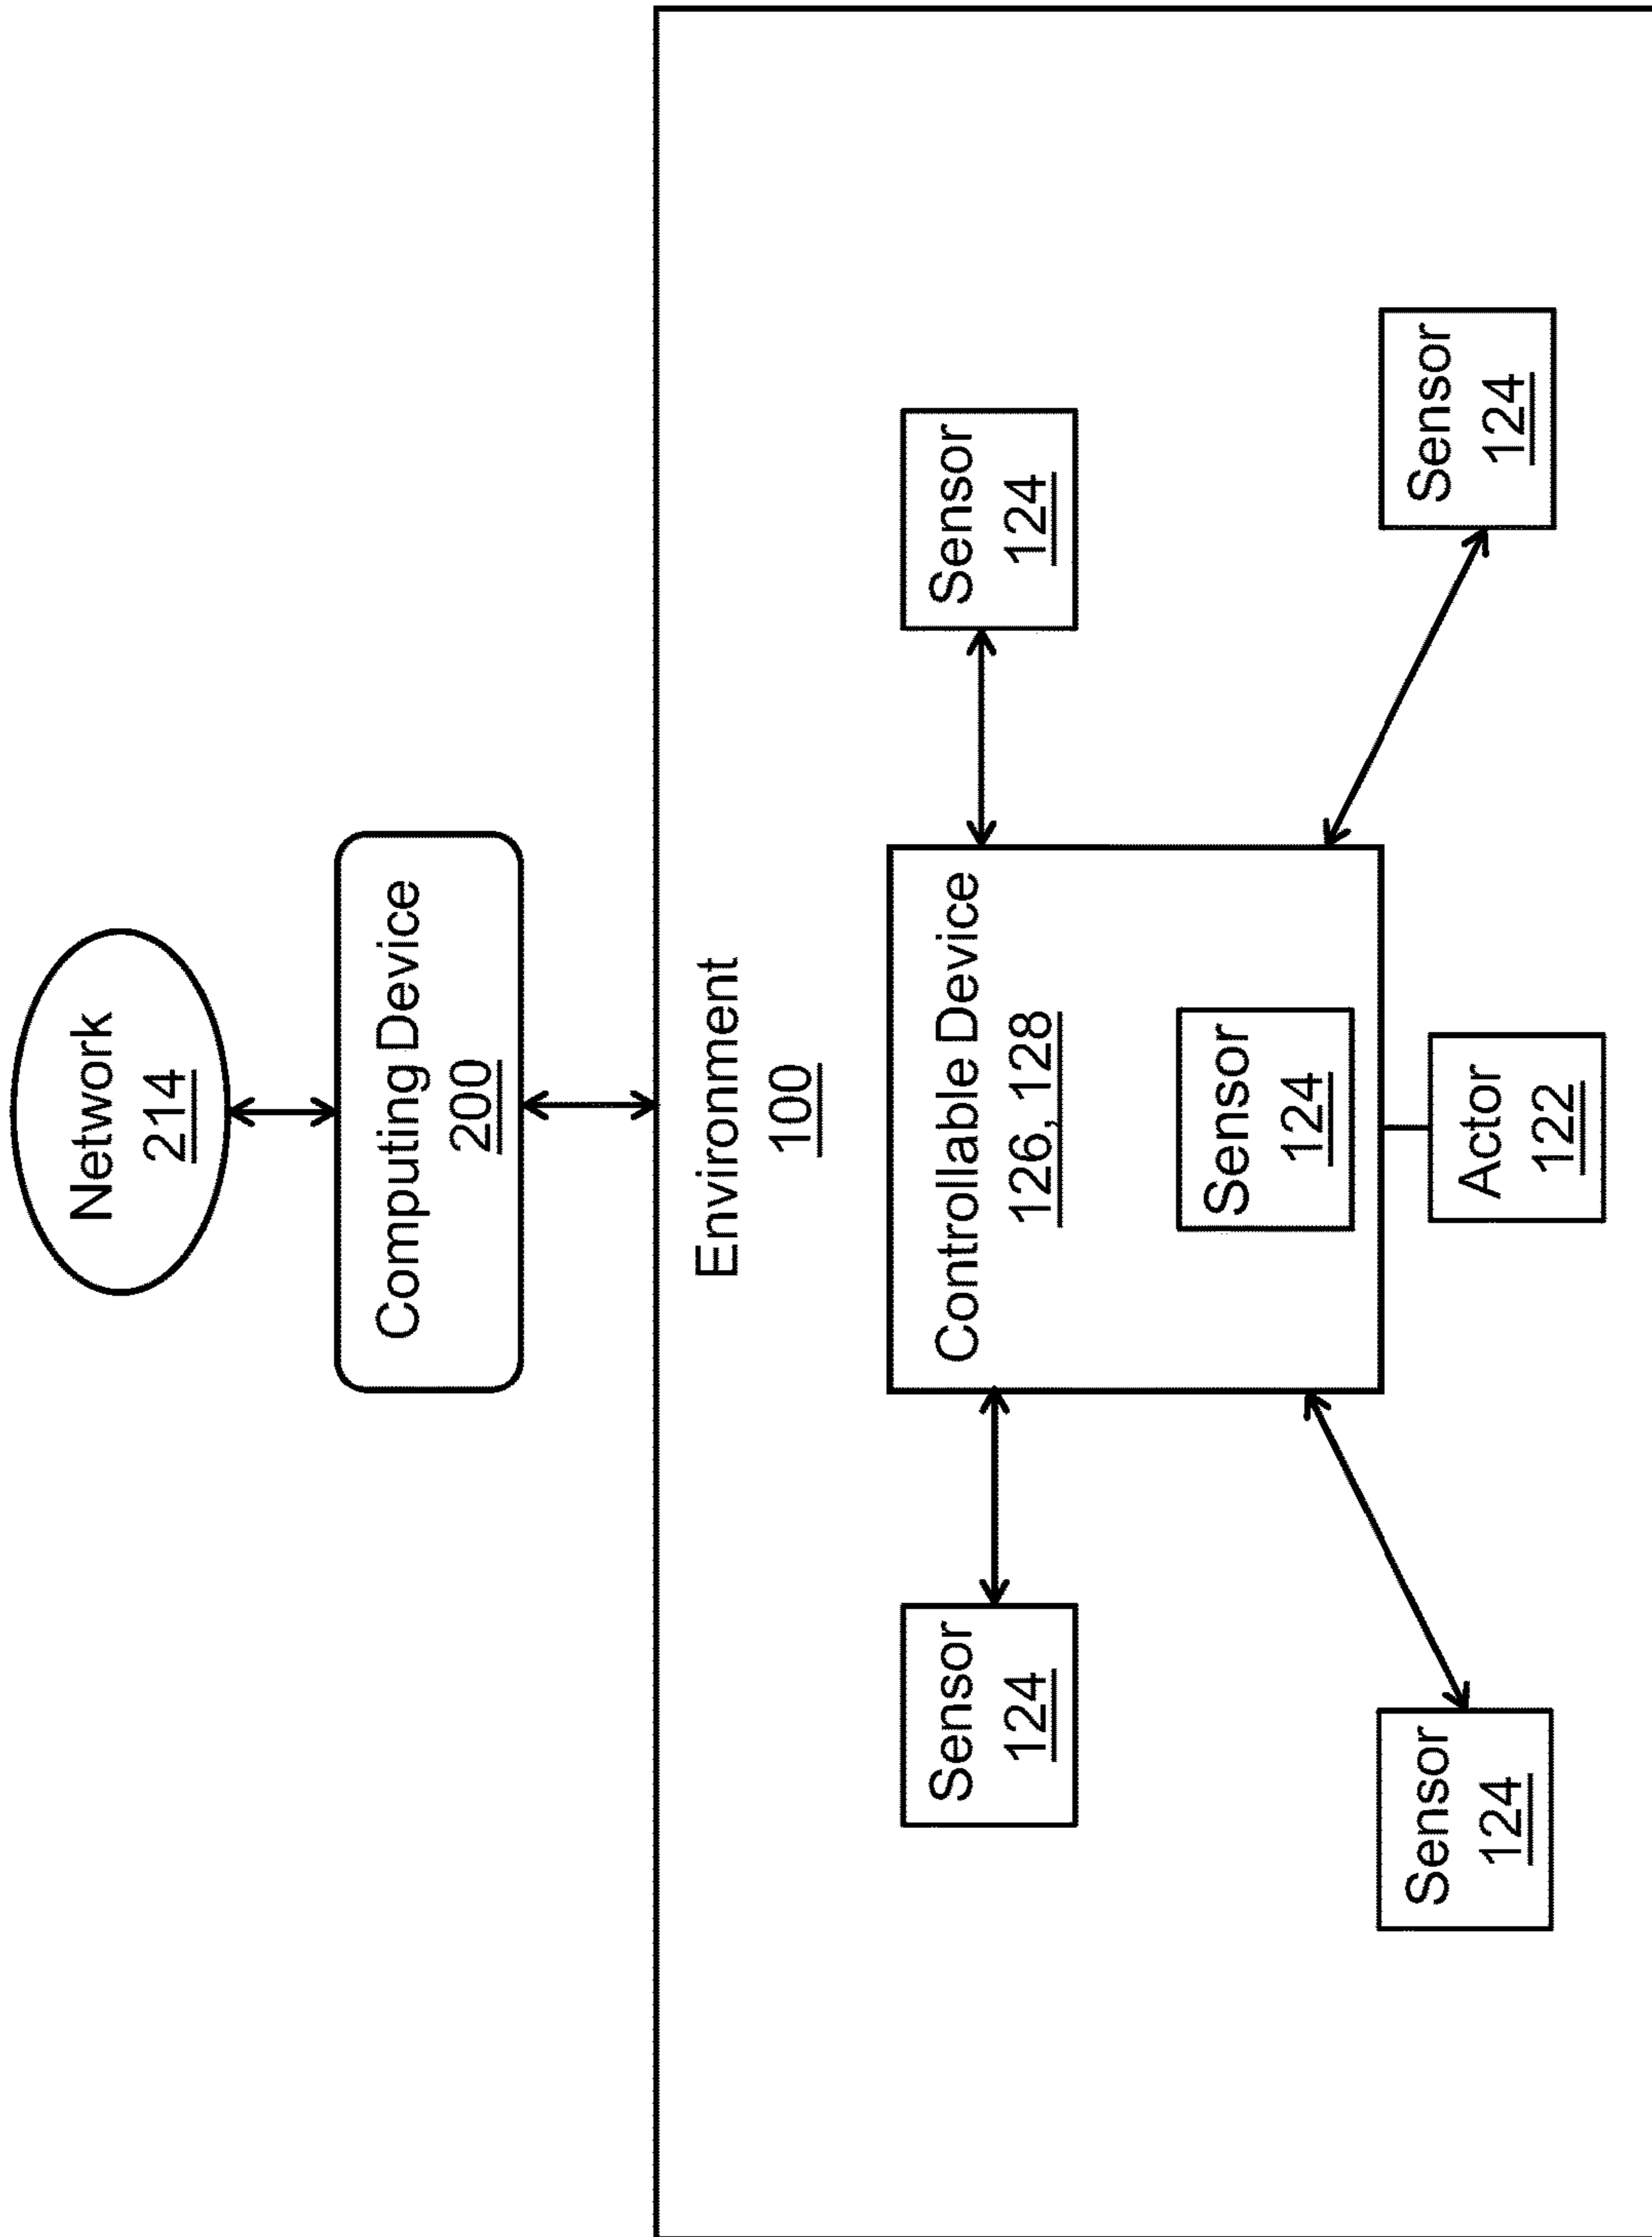 Network
214
Computing Device
200
Environment
100
Sensor
124
Controllable Device
126, 128
Sensor
124
Sensor
124
Sensor
124
Actor
122
Sensor
124